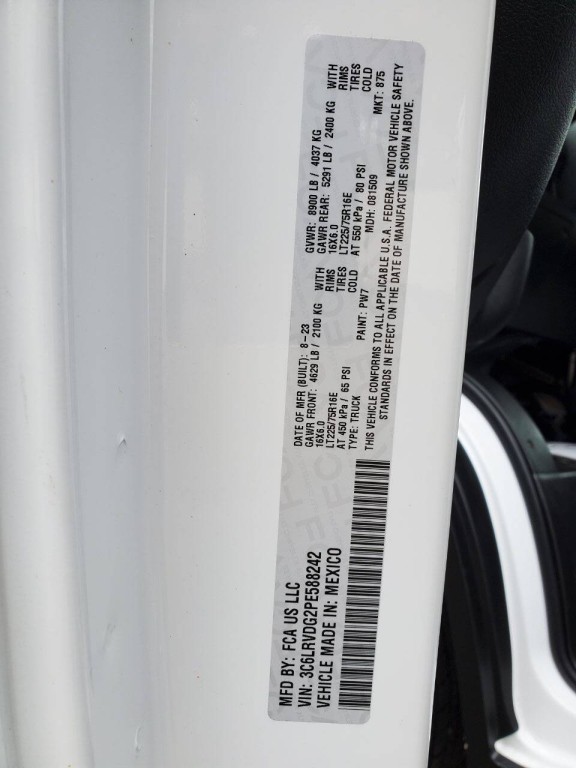 MFD BY: FCA US LLC
VIN: 3C6LRVDG2PE588242
VEHICLE MADE IN: MEXICO
DATE OF MFR (BUILT): 8-23
GVWR: 8900 LB / 4037 KG
GAWR FRONT: 4629 LB / 2100 KG WITH
GAWR REAR: 5291 LB / 2400 KG WITH
16X6.0 RIMS
16X6.0 RIMS
LT225/75R16E TIRES
LT225/75R16E TIRES
AT 450 kPa / 65 PSI COLD
AT 550 kPa / 80 PSI COLD
TYPE: TRUCK PAINT: PW7 MDH: 081509 MKT: 875
THIS VEHICLE CONFORMS TO ALL APPLICABLE U.S.A. FEDERAL MOTOR VEHICLE SAFETY
STANDARDS IN EFFECT ON THE DATE OF MANUFACTURE SHOWN ABOVE.